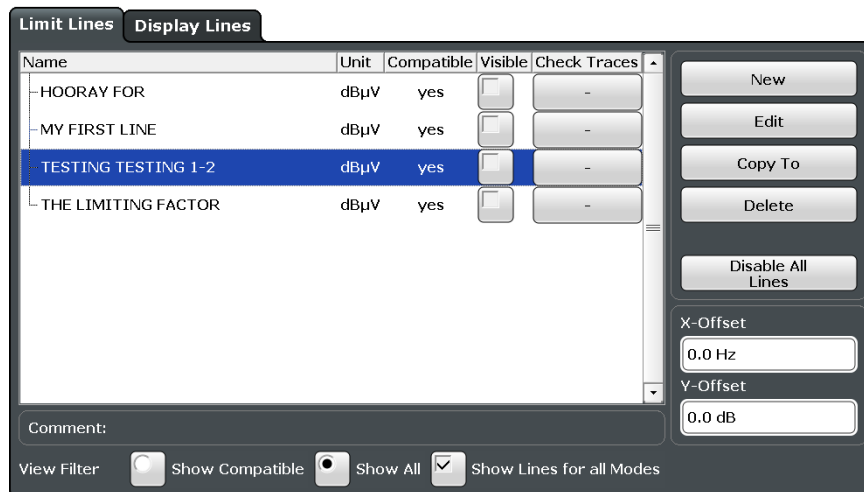 Limit Lines Display Lines
Name Unit Compatible Visible Check Traces
HOORAY FOR dBµV yes -
MY FIRST LINE dBµV yes -
TESTING TESTING 1-2 dBµV yes -
THE LIMITING FACTOR dBµV yes -
New
Edit
Copy To
Delete
Disable All
Lines
X-Offset
0.0 Hz
Y-Offset
0.0 dB
Comment:
View Filter Show Compatible Show All Show Lines for all Modes